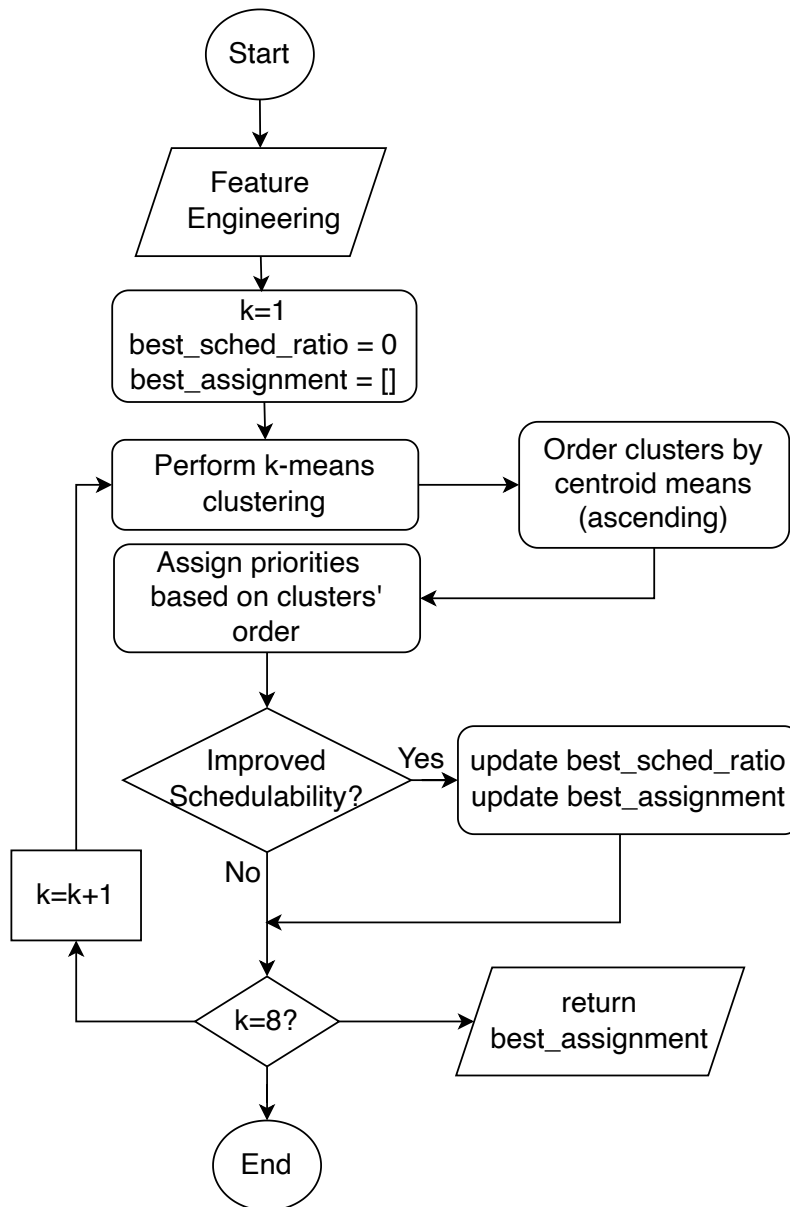 Start
Feature
Engineering
k=1
best_sched_ratio = 0
best_assignment = []
Perform k-means
clustering
Order clusters by
centroid means
(ascending)
Assign priorities
based on clusters'
order
Improved
Schedulability?
Yes
update best_sched_ratio
update best_assignment
No
k=k+1
k=8?
return
best_assignment
End